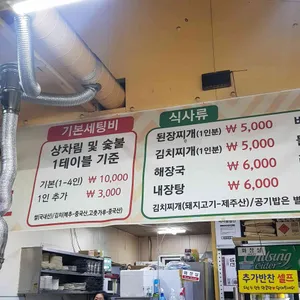 기본세팅비
상차림 및 숯불
1테이블 기준
기본(1-4인) ₩ 10,000
1인 추가 ₩ 3,000
식사류
된장찌개(1인분) ₩ 5,000
김치찌개(1인분) ₩ 5,000
해장국 ₩ 6,000
내장탕 ₩ 6,000
김치찌개(돼지고기-제주산)/공기밥은 별
Chilsung
Cider
추가반찬 셀프